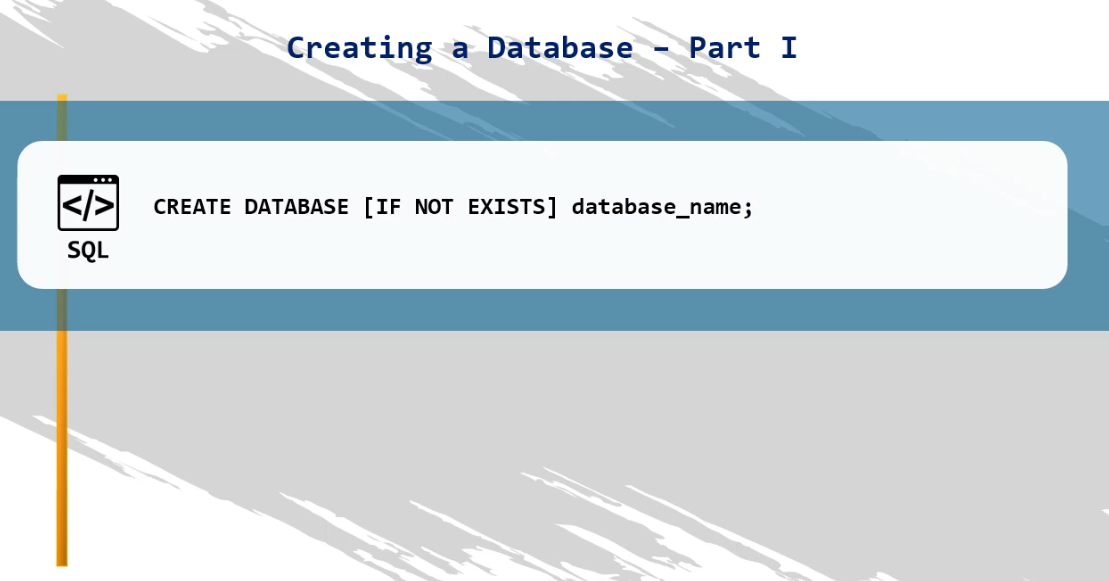 Creating a Database – Part I
</>
CREATE DATABASE [IF NOT EXISTS] database_name;
SQL